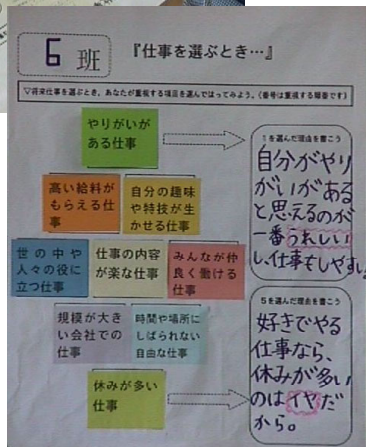 6 班
『仕事を選ぶとき…』
▽将来仕事を選ぶとき、あなたが重視する項目を選んではってみよう。（番号は重視する順番です）
やりがいが
ある仕事
高い給料が
もらえる仕
事
自分の趣味
や特技が生
かせる仕事
世の中や
人々の役に
立つ仕事
仕事の内容
が楽な仕事
みんなが仲
良く働ける
仕事
規模が大き
い会社での
仕事
時間や場所に
しばられない
自由な仕事
休みが多い
仕事
1を選んだ理由を書こう
自分がやり
がいがある
と思えるのが
一番うれしい
し、仕事もしやすい。
5を選んだ理由を書こう
好きでやる
仕事なら、
休みが多い
のはイヤだ
から。